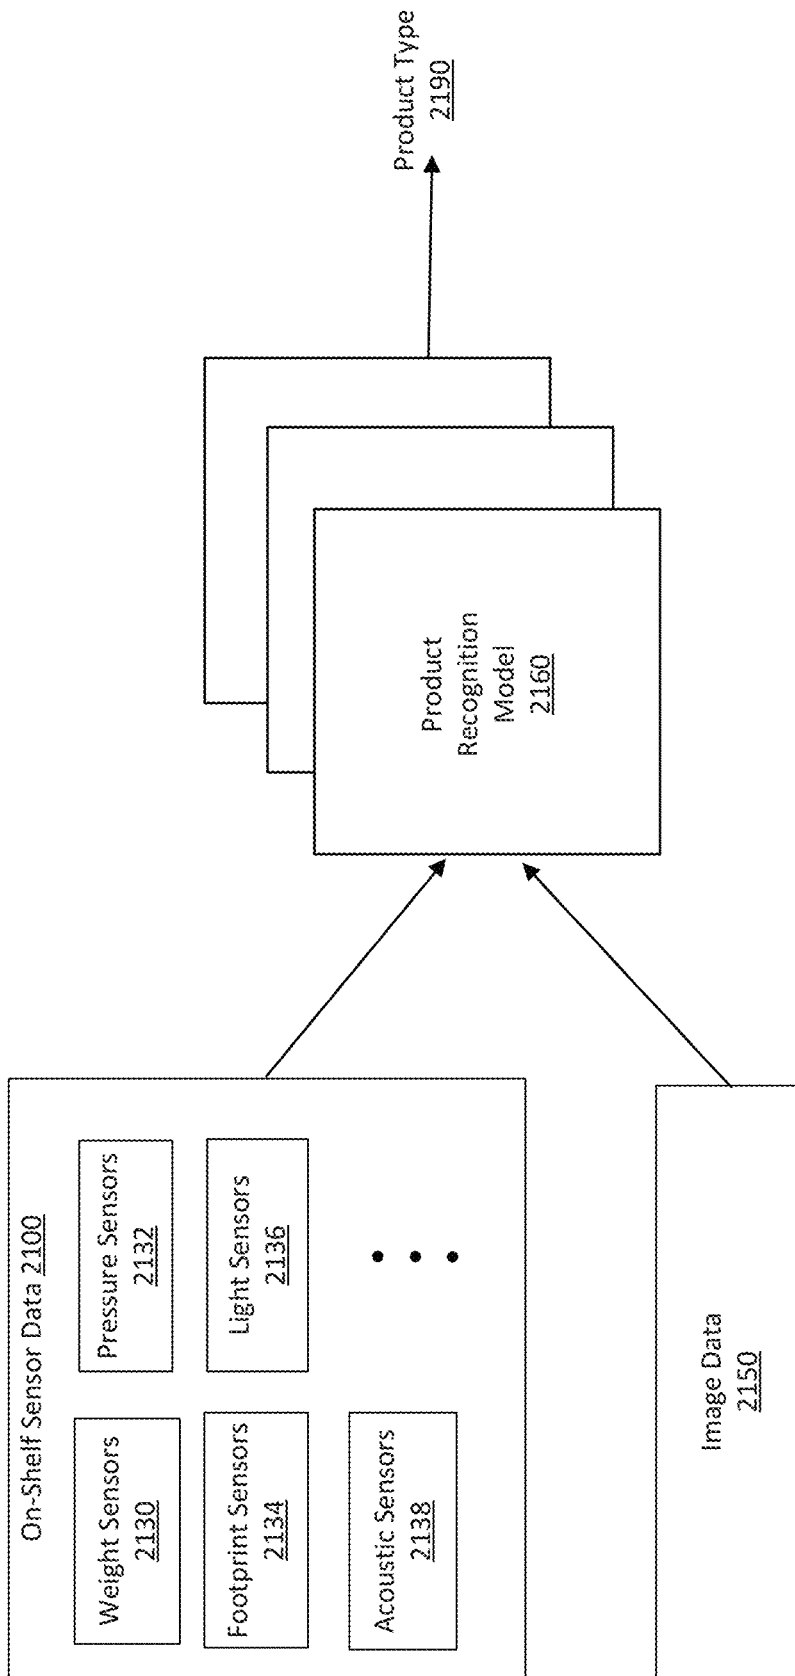 On-Shelf Sensor Data 2100
Weight Sensors
2130
Pressure Sensors
2132
Footprint Sensors
2134
Light Sensors
2136
Acoustic Sensors
2138
Image Data
2150
Product
Recognition
Model
2160
Product Type
2190